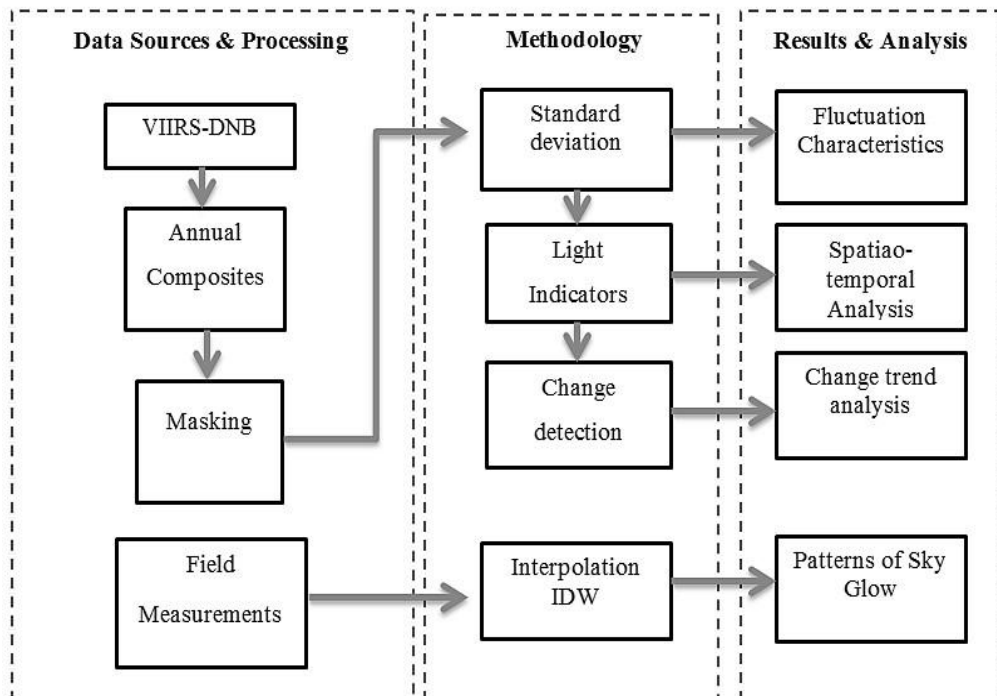 Data Sources & Processing
VIIRS-DNB
Annual
Composites
Masking
Field
Measurements
Methodology
Standard
deviation
Light
Indicators
Change
detection
Interpolation
IDW
Results & Analysis
Fluctuation
Characteristics
Spatiao-
temporal
Analysis
Change trend
analysis
Patterns of Sky
Glow